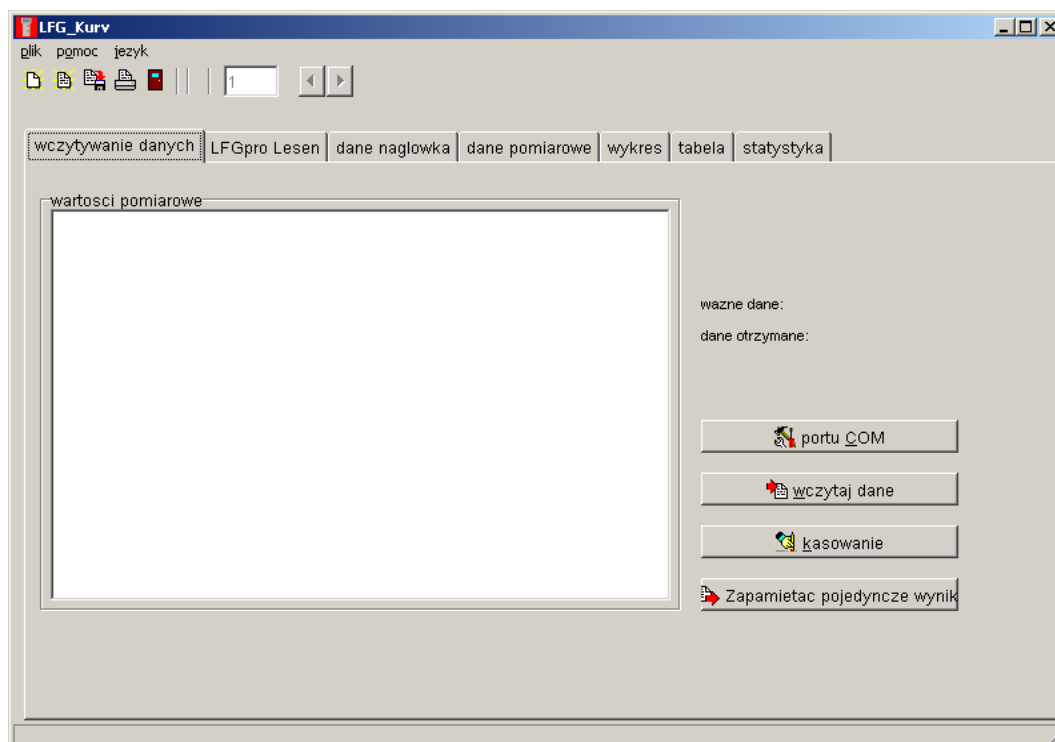 LFG_Kurv
plik pomoc jezyk
1
wczytywanie danych LFGpro Lesen dane naglowka dane pomiarowe wykres tabela statystyka
wartosci pomiarowe
wazne dane:
dane otrzymane:
portu COM
wczytaj dane
kasowanie
Zapamietac pojedyncze wynik